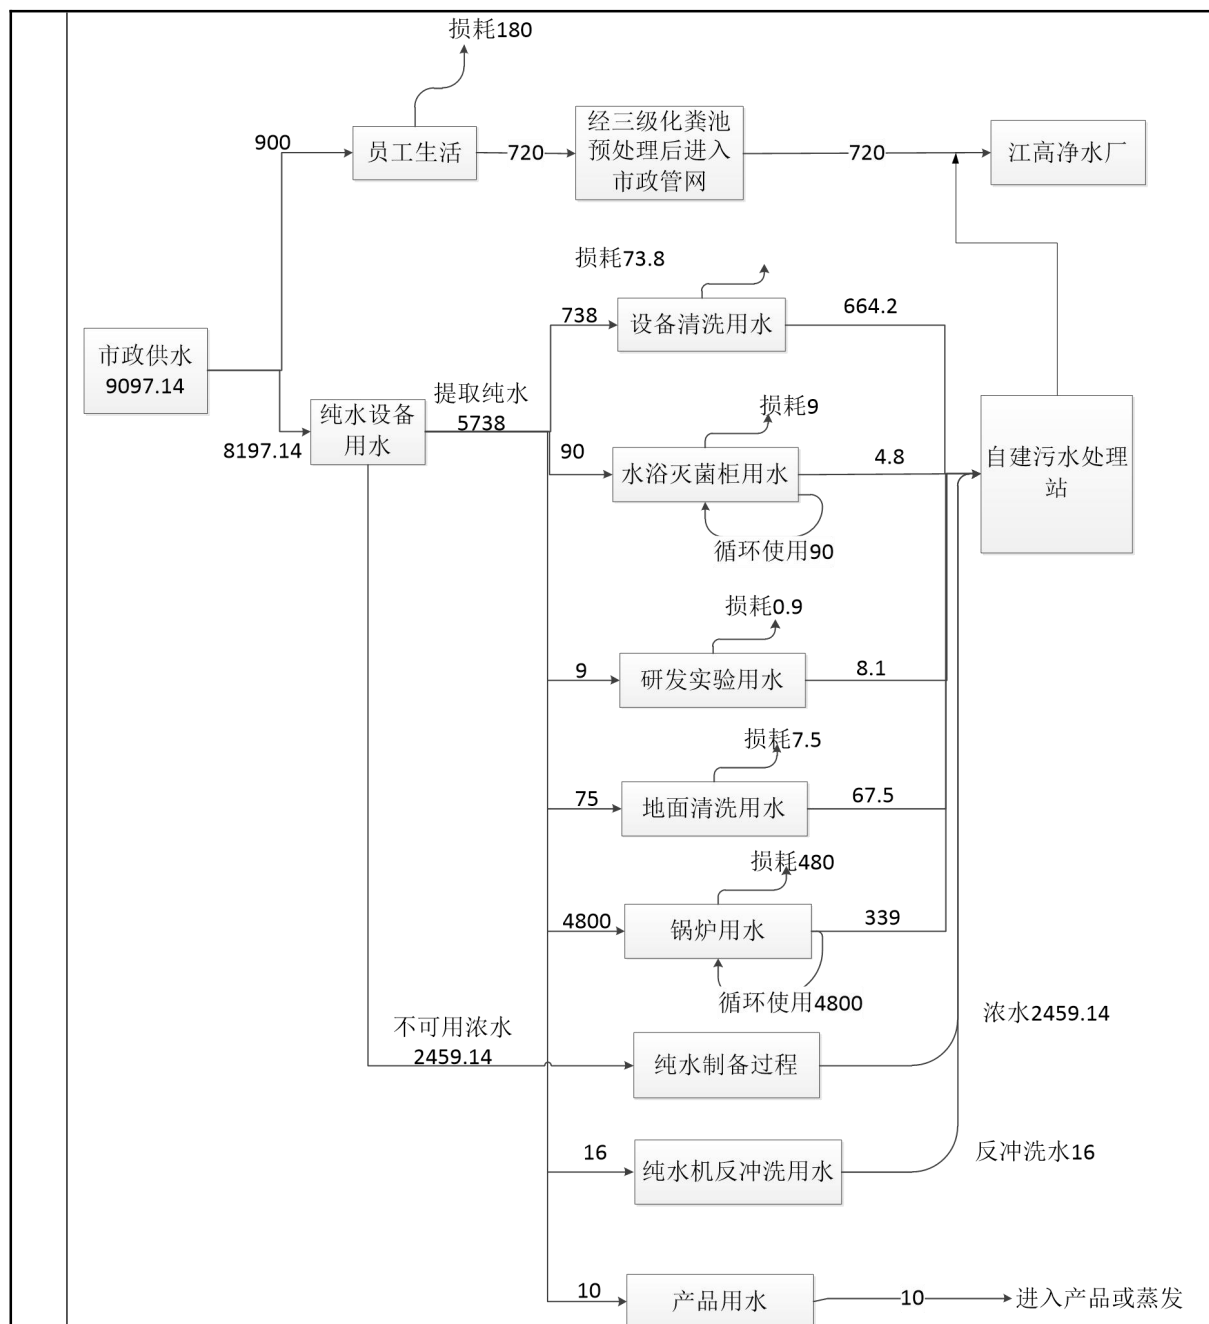 损耗180
900
员工生活
720
经三级化粪池
预处理后进入
市政管网
720
江高净水厂
损耗73.8
738
设备清洗用水
664.2
市政供水
9097.14
8197.14
纯水设备
用水
提取纯水
5738
损耗9
90
水浴灭菌柜用水
4.8
循环使用90
自建污水处理
站
损耗0.9
9
研发实验用水
8.1
损耗7.5
75
地面清洗用水
67.5
损耗480
4800
锅炉用水
339
循环使用4800
不可用浓水
2459.14
纯水制备过程
浓水2459.14
16
纯水机反冲洗用水
反冲洗水16
10
产品用水
10
进入产品或蒸发